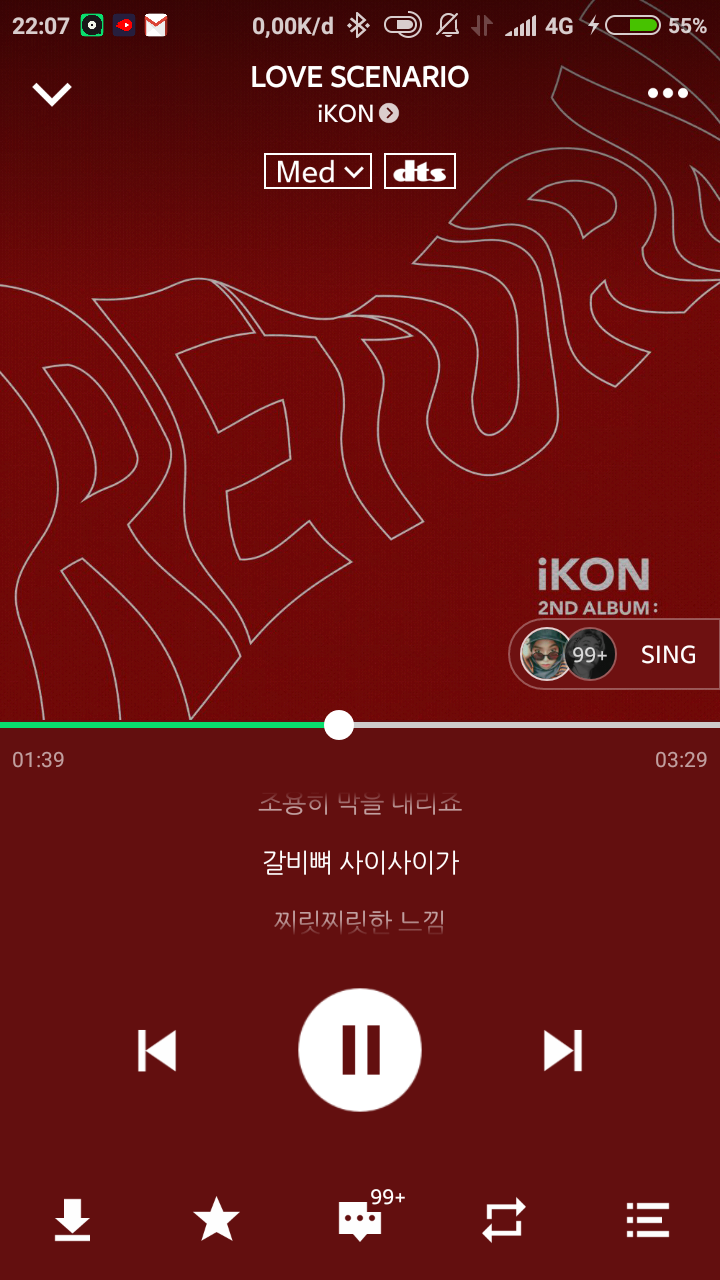 22:07 0,00K/d 4G 55%
LOVE SCENARIO
iKON
Med dts
RETURN
iKON
2ND ALBUM:
99+ SING
01:39 03:29
조용히 막을 내리죠
갈비뼈 사이사이가
찌릿찌릿한 느낌
99+